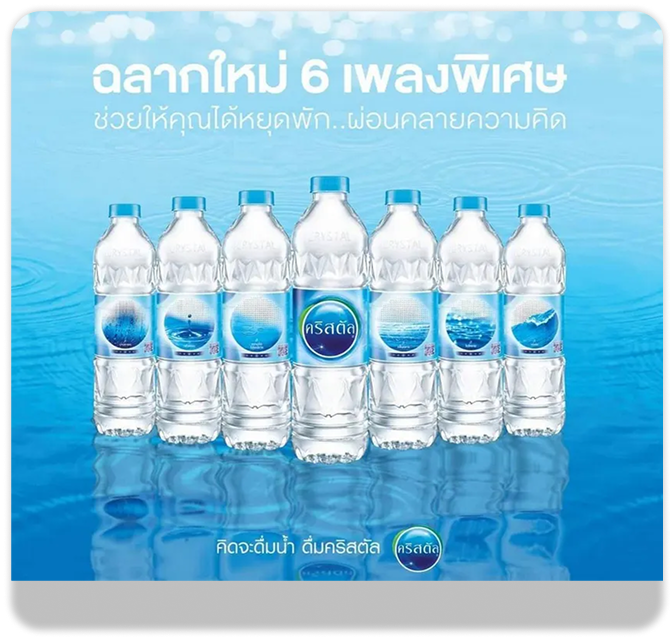 ฉลากใหม่ 6 เพลงพิเศษ
ช่วยให้คุณได้หยุดพัก..ผ่อนคลายความคิด
CRYSTAL
CRYSTAL
CRYSTAL
คริสตัล
คิดจะดื่มน้ำ ดื่มคริสตัล
คริสตัล